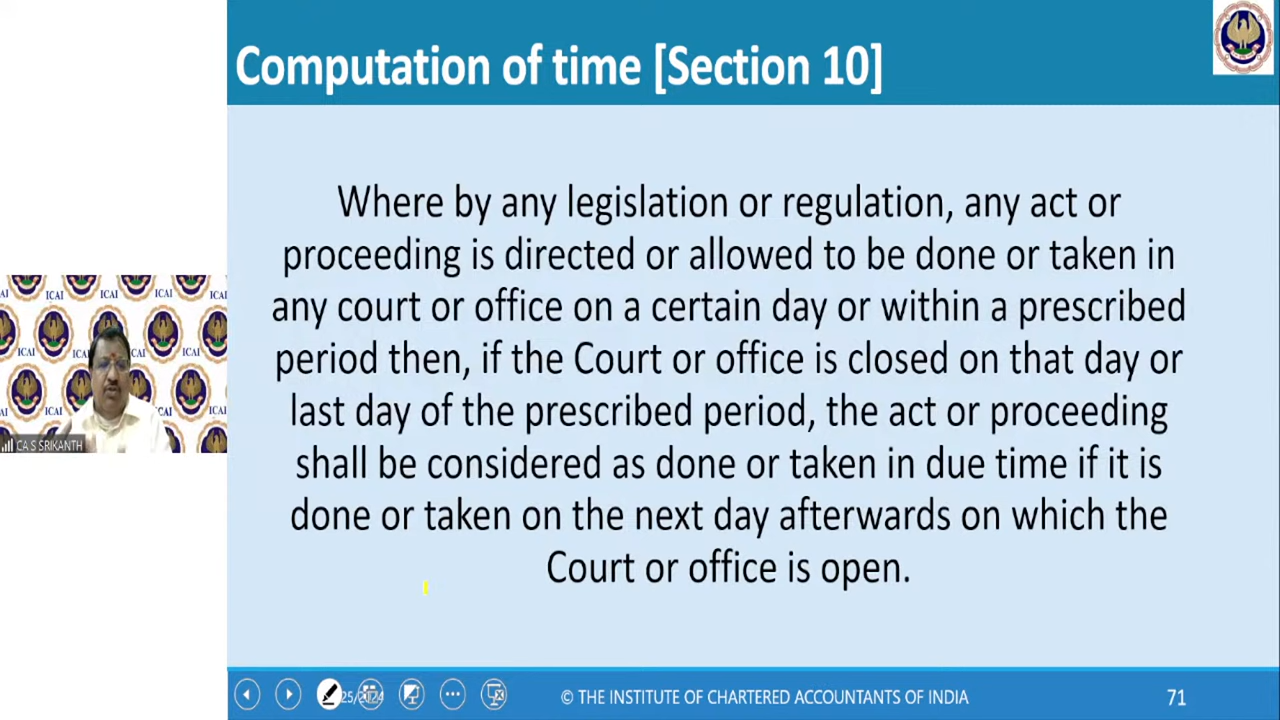 Computation of time [Section 10]
Where by any legislation or regulation, any act or
proceeding is directed or allowed to be done or taken in
any court or office on a certain day or within a prescribed
period then, if the Court or office is closed on that day or
last day of the prescribed period, the act or proceeding
shall be considered as done or taken in due time if it is
done or taken on the next day afterwards on which the
Court or office is open.
ICAI
ICAI
ICAI
ICAI
ICAI
CA S SRIKANTH
© THE INSTITUTE OF CHARTERED ACCOUNTANTS OF INDIA
71